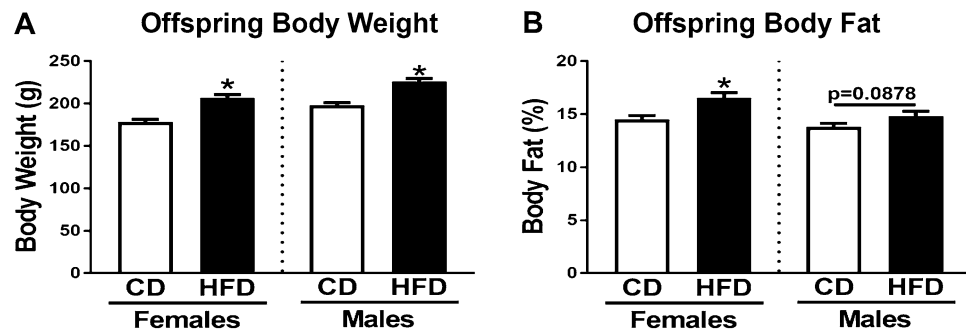 A Offspring Body Weight
Body Weight (g)
250
200
150
100
50
0
*
*
CD HFD CD HFD
Females Males
B Offspring Body Fat
Body Fat (%)
20
15
10
5
0
*
p=0.0878
CD HFD CD HFD
Females Males